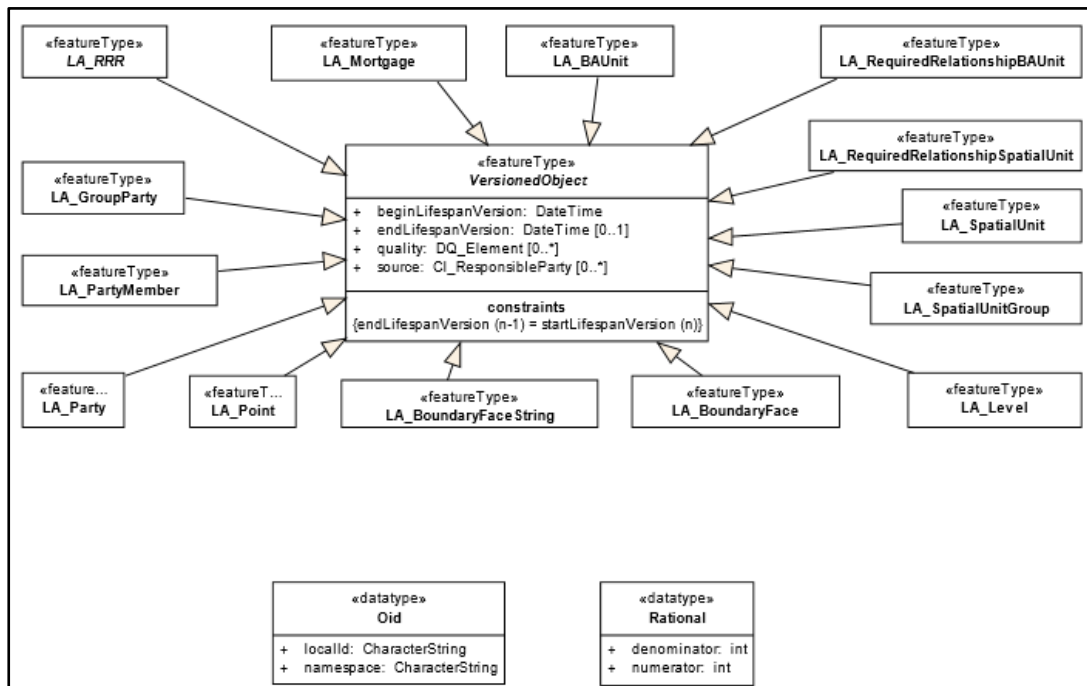 «featureType»
LA_RRR
«featureType»
LA_Mortgage
«featureType»
LA_BAUnit
«featureType»
LA_RequiredRelationshipBAUnit
«featureType»
VersionedObject
+ beginLifespanVersion: DateTime
+ endLifespanVersion: DateTime [0..1]
+ quality: DQ_Element [0..*]
+ source: CI_ResponsibleParty [0..*]
constraints
{endLifespanVersion (n-1) = startLifespanVersion (n)}
«featureType»
LA_RequiredRelationshipSpatialUnit
«featureType»
LA_GroupParty
«featureType»
LA_SpatialUnit
«featureType»
LA_PartyMember
«featureType»
LA_SpatialUnitGroup
«feature...
LA_Party
«featureT...
LA_Point
«featureType»
LA_BoundaryFaceString
«featureType»
LA_BoundaryFace
«featureType»
LA_Level
«datatype»
Oid
+ localId: CharacterString
+ namespace: CharacterString
«datatype»
Rational
+ denominator: int
+ numerator: int